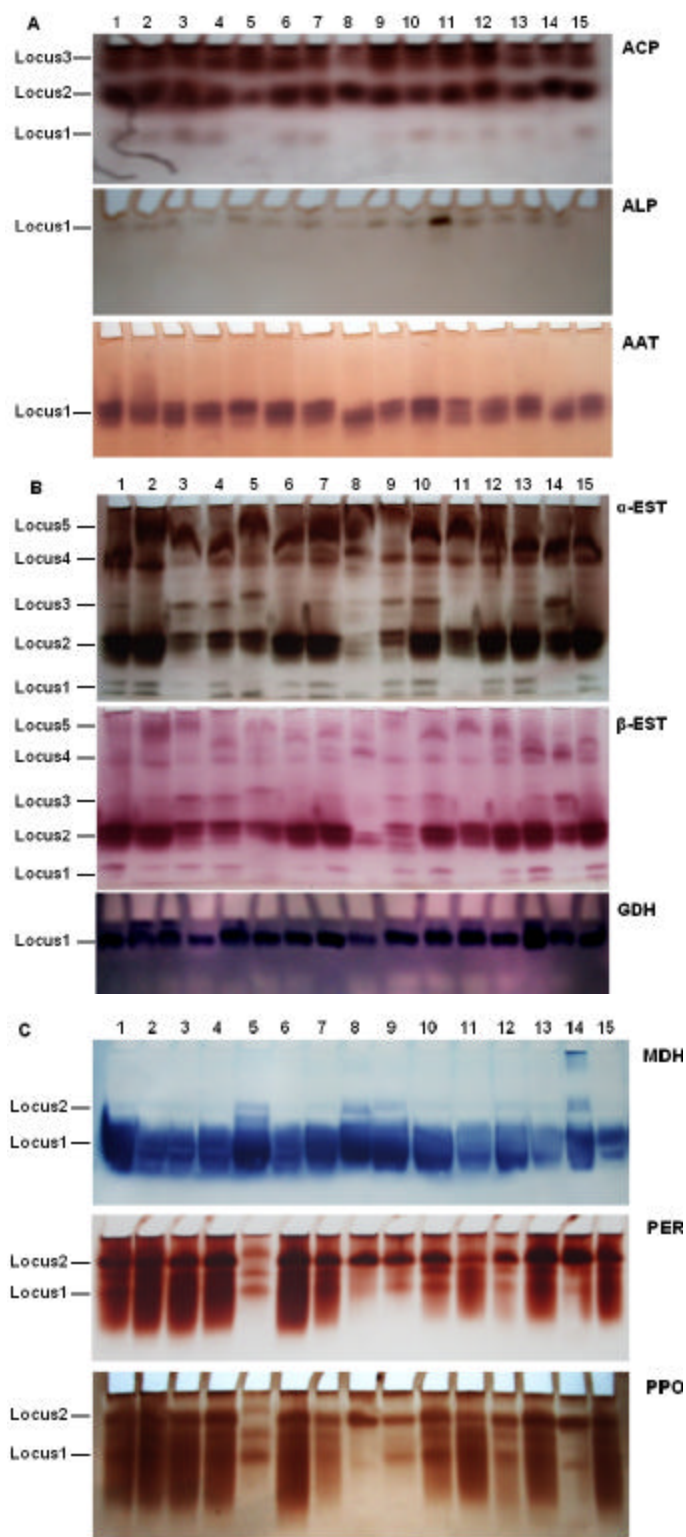 A 1 2 3 4 5 6 7 8 9 10 11 12 13 14 15
ACP
Locus3
Locus2
Locus1
ALP
Locus1
AAT
Locus1
B 1 2 3 4 5 6 7 8 9 10 11 12 13 14 15
α-EST
Locus5
Locus4
Locus3
Locus2
Locus1
β-EST
Locus5
Locus4
Locus3
Locus2
Locus1
GDH
Locus1
C 1 2 3 4 5 6 7 8 9 10 11 12 13 14 15
MDH
Locus2
Locus1
PER
Locus2
Locus1
PPO
Locus2
Locus1